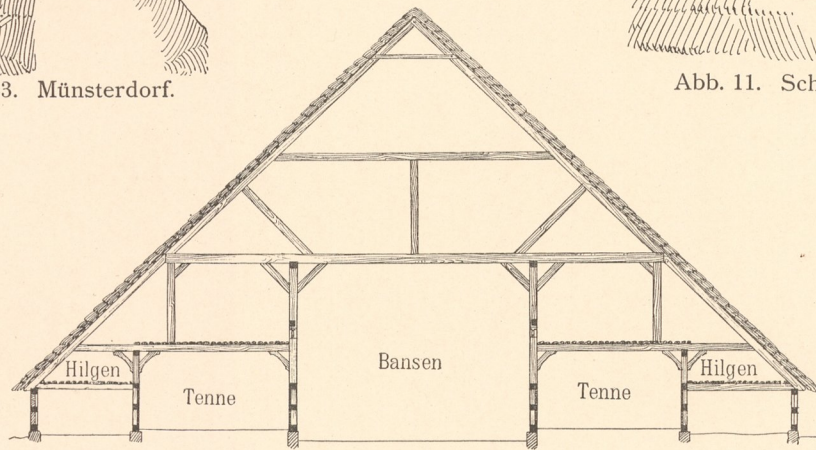 3. Münsterdorf.
Abb. 11. Sch
Hilgen
Tenne
Bansen
Tenne
Hilgen